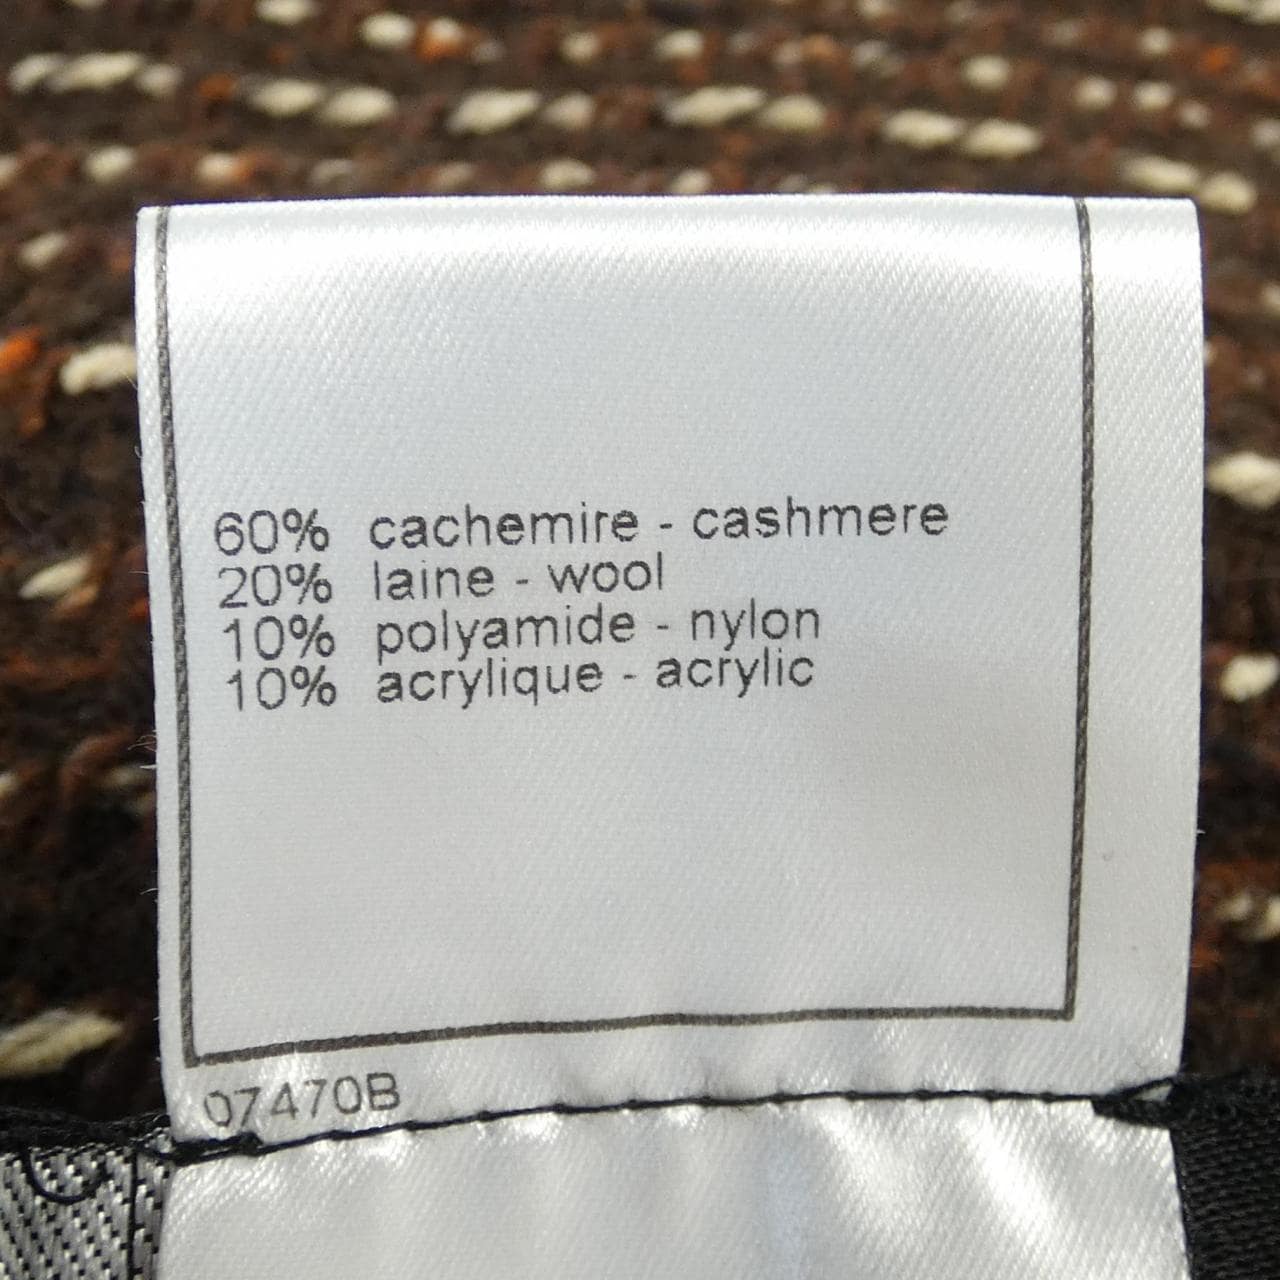 60% cachemire - cashmere
20% laine - wool
10% polyamide - nylon
10% acrylique - acrylic
07470B